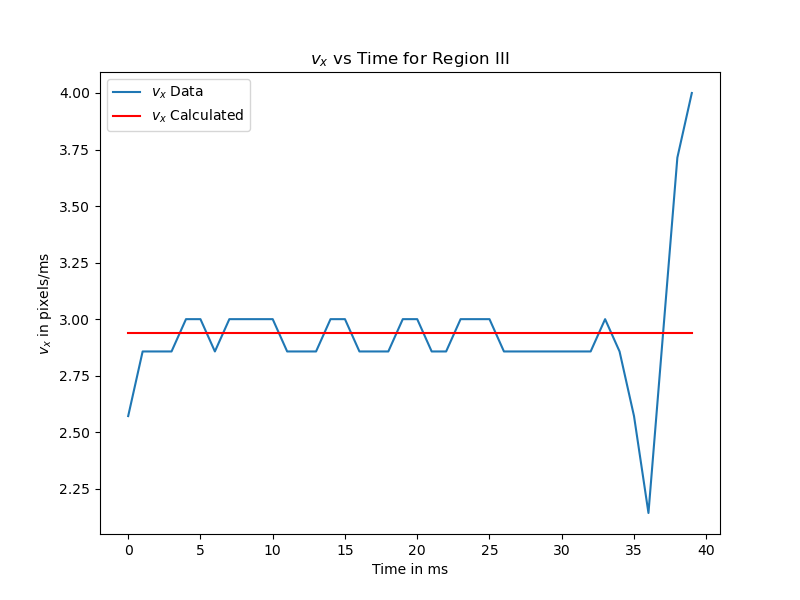 v_x vs Time for Region III
v_x Data
v_x Calculated
4.00
3.75
3.50
3.25
3.00
2.75
2.50
2.25
v_x in pixels/ms
0 5 10 15 20 25 30 35 40
Time in ms